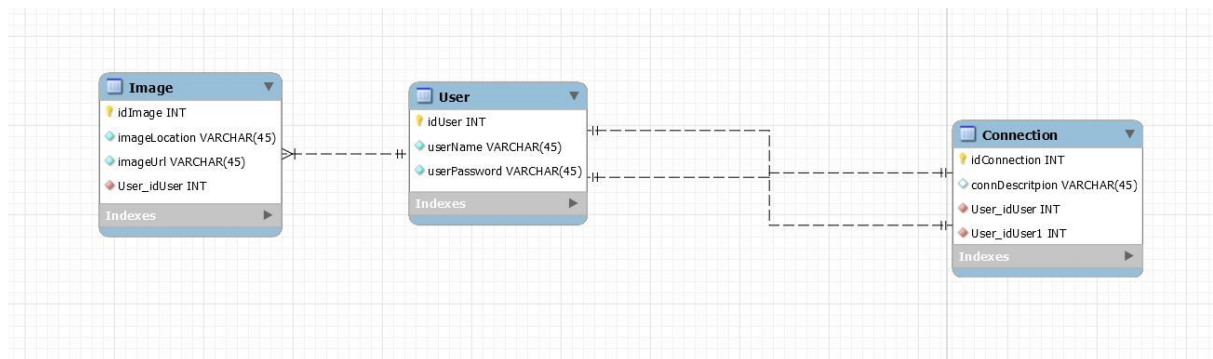 Image
idImage INT
imageLocation VARCHAR(45)
imageUrl VARCHAR(45)
User_idUser INT
Indexes
User
idUser INT
userName VARCHAR(45)
userPassword VARCHAR(45)
Indexes
Connection
idConnection INT
connDescritpion VARCHAR(45)
User_idUser INT
User_idUser1 INT
Indexes